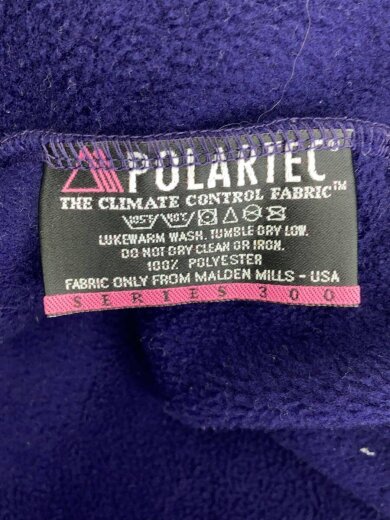 POLARTEC
THE CLIMATE CONTROL FABRIC™
LUKEWARM WASH. TUMBLE DRY LOW.
DO NOT DRY CLEAN OR IRON.
100% POLYESTER
FABRIC ONLY FROM MALDEN MILLS - USA
SERIES 300